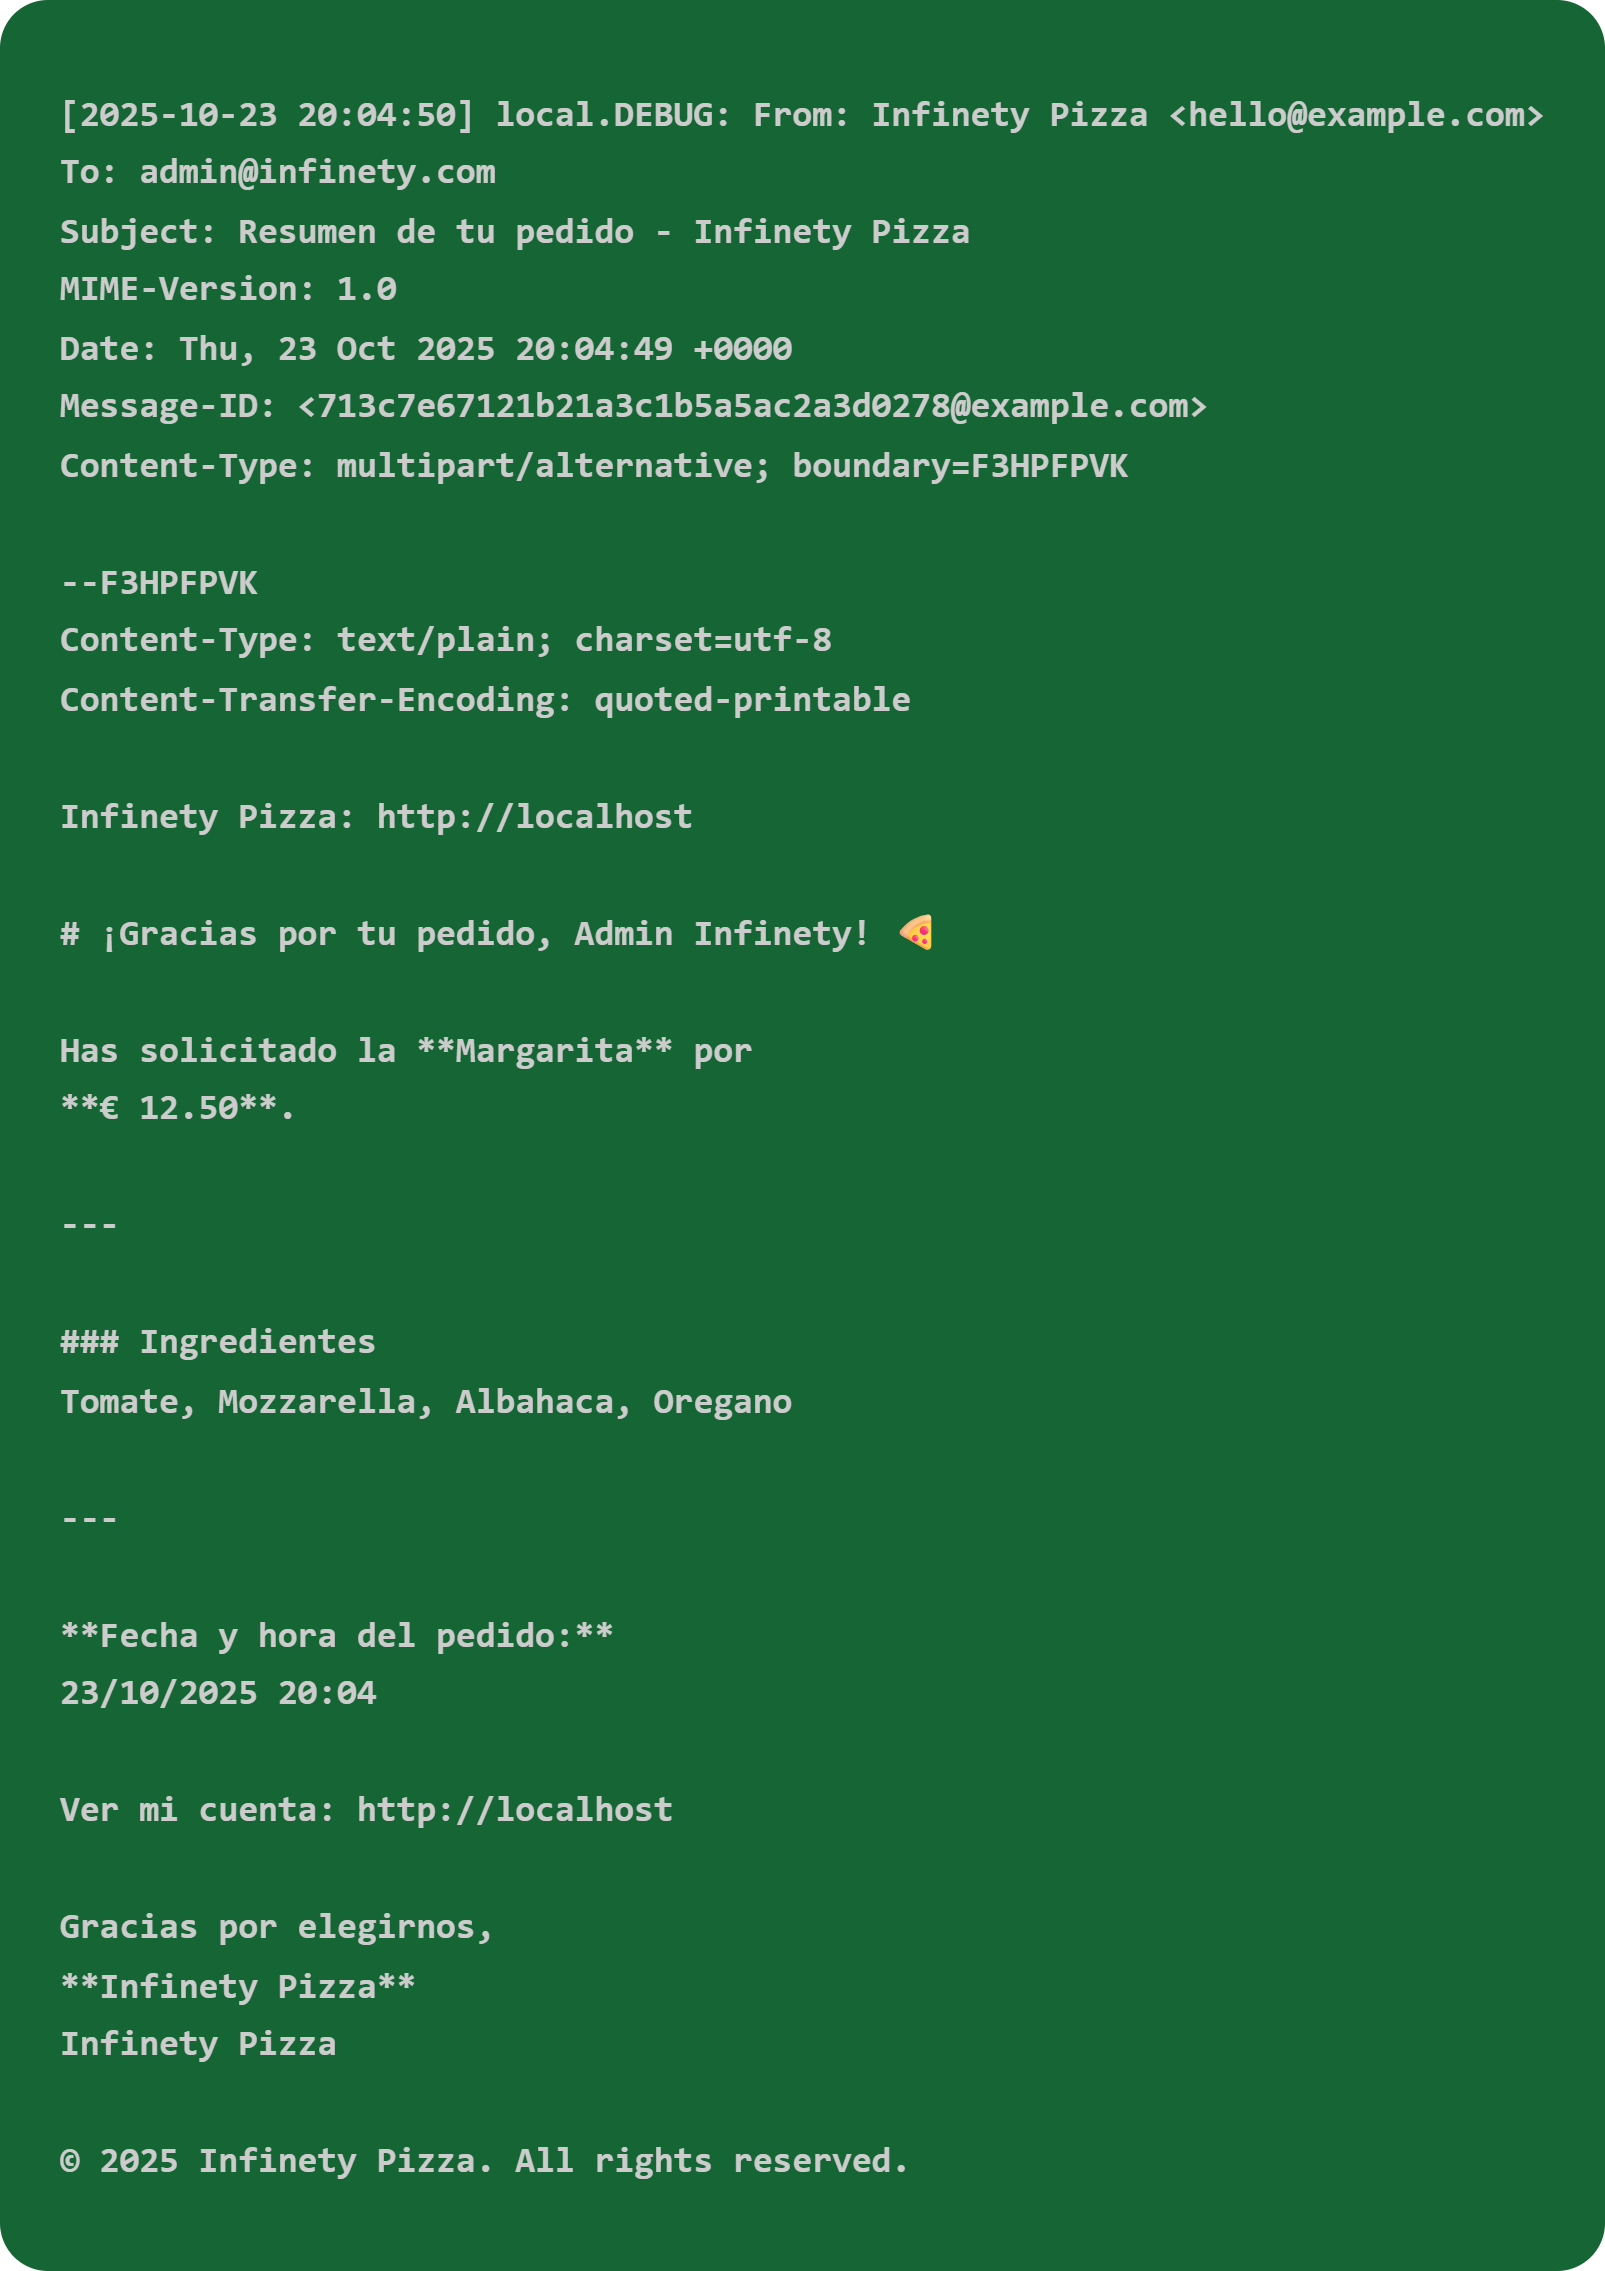 [2025-10-23 20:04:50] local.DEBUG: From: Infinety Pizza <hello@example.com>
To: admin@infinety.com
Subject: Resumen de tu pedido - Infinety Pizza
MIME-Version: 1.0
Date: Thu, 23 Oct 2025 20:04:49 +0000
Message-ID: <713c7e67121b21a3c1b5a5ac2a3d0278@example.com>
Content-Type: multipart/alternative; boundary=F3HPFPVK
--F3HPFPVK
Content-Type: text/plain; charset=utf-8
Content-Transfer-Encoding: quoted-printable
Infinety Pizza: http://localhost
# ¡Gracias por tu pedido, Admin Infinety! 🍕
Has solicitado la **Margarita** por
**€ 12.50**.
---
### Ingredientes
Tomate, Mozzarella, Albahaca, Oregano
---
**Fecha y hora del pedido:**
23/10/2025 20:04
Ver mi cuenta: http://localhost
Gracias por elegirnos,
**Infinety Pizza**
Infinety Pizza
© 2025 Infinety Pizza. All rights reserved.